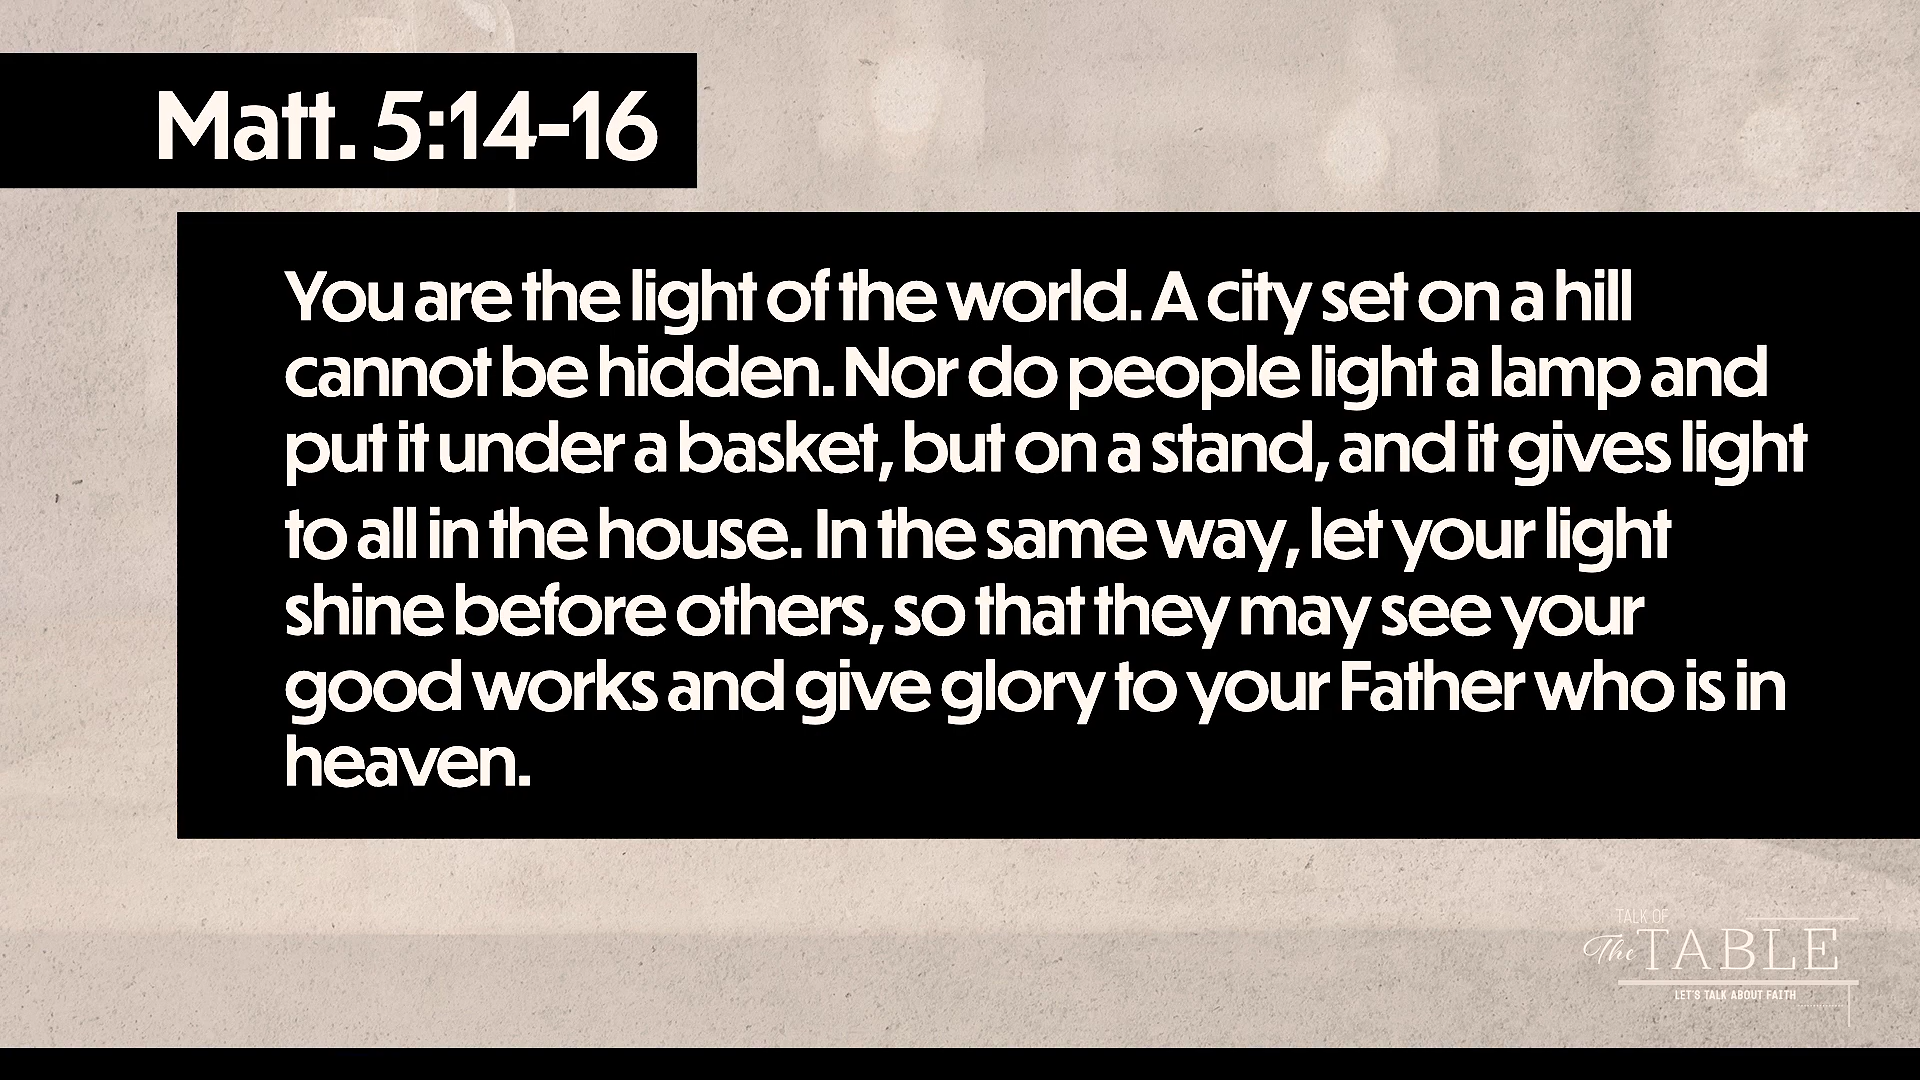 Matt. 5:14-16
You are the light of the world. A city set on a hill
cannot be hidden. Nor do people light a lamp and
put it under a basket, but on a stand, and it gives light
to all in the house. In the same way, let your light
shine before others, so that they may see your
good works and give glory to your Father who is in
heaven.
TALK OF
The TABLE
LET'S TALK ABOUT FAITH